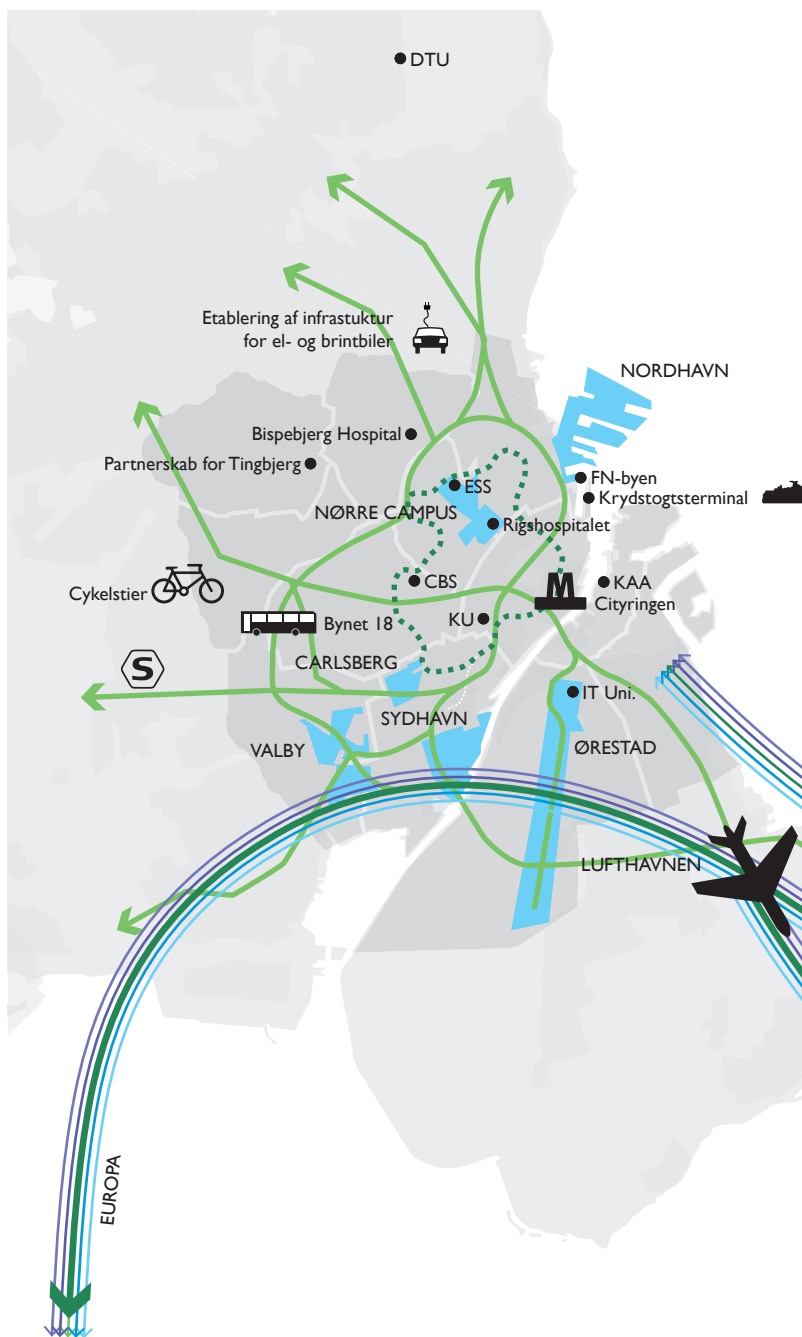 DTU
Etablering af infrastuktur
for el- og brintbiler
NORDHAVN
Bispebjerg Hospital
Partnerskab for Tingbjerg
FN-byen
ESS
Krydstogtsterminal
NØRRE CAMPUS
Rigshospitalet
CBS
KAA
Cykelstier
M
Cityringen
Bynet 18
KU
CARLSBERG
S
IT Uni.
SYDHAVN
VALBY
ØRESTAD
LUFTHAVNEN
EUROPA